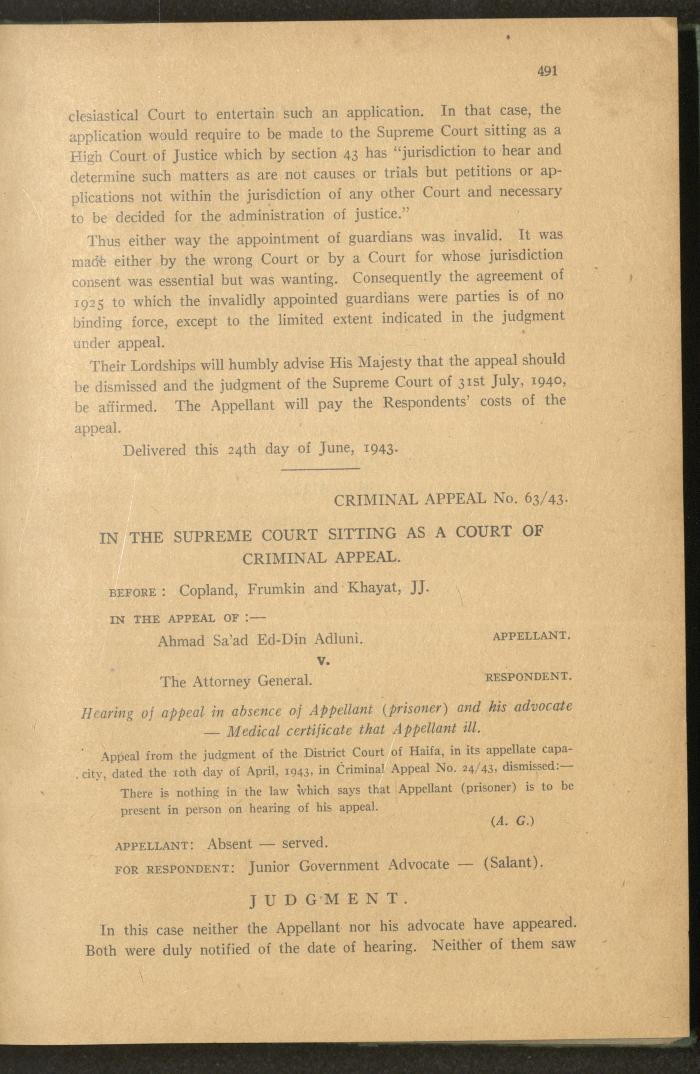 491
clesiastical Court to entertain such an application. In that case, the
application would require to be made to the Supreme Court sitting as a
High Court of Justice which by section 43 has "jurisdiction to hear and
determine such matters as are not causes or trials but petitions or ap-
plications not within the jurisdiction of any other Court and necessary
to be decided for the administration of justice."
Thus either way the appointment of guardians was invalid. It was
made either by the wrong Court or by a Court for whose jurisdiction
consent was essential but was wanting. Consequently the agreement of
1925 to which the invalidly appointed guardians were parties is of no
binding force, except to the limited extent indicated in the judgment
under appeal.
Their Lordships will humbly advise His Majesty that the appeal should
be dismissed and the judgment of the Supreme Court of 31st July, 1940,
be affirmed. The Appellant will pay the Respondents' costs of the
appeal.
Delivered this 24th day of June, 1943.
CRIMINAL APPEAL No. 63/43.
IN THE SUPREME COURT SITTING AS A COURT OF
CRIMINAL APPEAL.
BEFORE : Copland, Frumkin and Khayat, JJ.
IN THE APPEAL OF :—
Ahmad Sa'ad Ed-Din Adluni. APPELLANT.
v.
The Attorney General. RESPONDENT.
Hearing of appeal in absence of Appellant (prisoner) and his advocate
— Medical certificate that Appellant ill.
Appeal from the judgment of the District Court of Haifa, in its appellate capa-
city, dated the 10th day of April, 1943, in Criminal Appeal No. 24/43, dismissed:—
There is nothing in the law which says that Appellant (prisoner) is to be
present in person on hearing of his appeal.
(A. G.)
APPELLANT: Absent — served.
FOR RESPONDENT: Junior Government Advocate — (Salant).
JUDGMENT.
In this case neither the Appellant nor his advocate have appeared.
Both were duly notified of the date of hearing. Neither of them saw